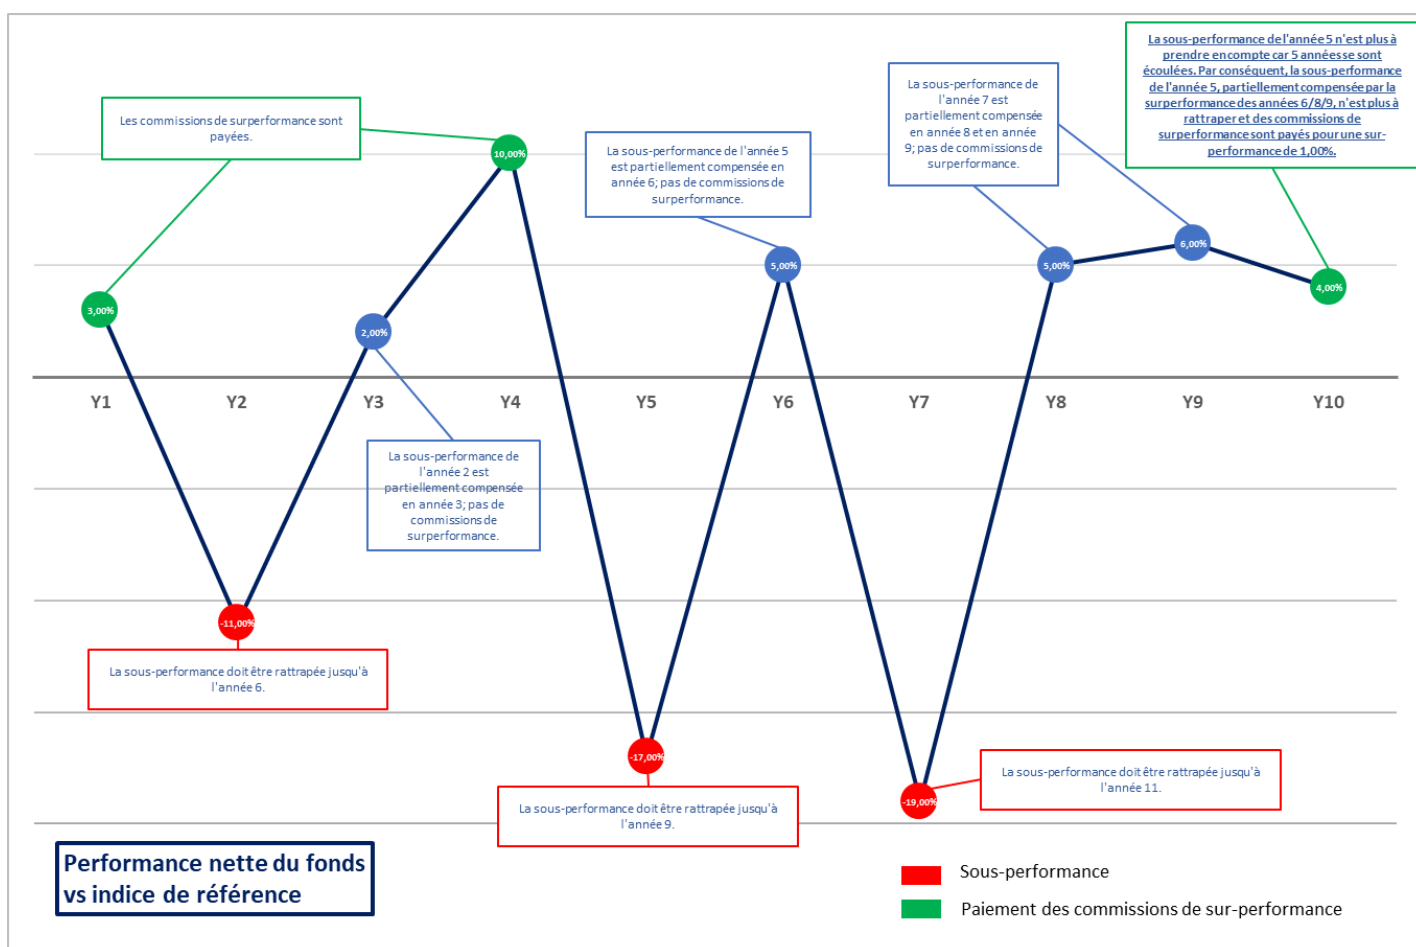 La sous-performance de l'année 5 n'est plus à
prendre en compte car 5 années se sont
écoulées. Par conséquent, la sous-performance
de l'année 5, partiellement compensée par la
surperformance des années 6/8/9, n'est plus à
rattraper et des commissions de
surperformance sont payés pour une sur-
performance de 1,00%.
Les commissions de surperformance sont
payées.
La sous-performance de l'année 5
est partiellement compensée en
année 6; pas de commissions de
surperformance.
La sous-performance de
l'année 7 est
partiellement compensée
en année 8 et en année
9; pas de commissions de
surperformance.
3,00%
2,00%
10,00%
5,00%
5,00%
6,00%
4,00%
Y1
Y2
Y3
Y4
Y5
Y6
Y7
Y8
Y9
Y10
La sous-performance de
l'année 2 est
partiellement compensée
en année 3; pas de
commissions de
surperformance.
-11,00%
La sous-performance doit être rattrapée jusqu'à
l'année 6.
-17,00%
La sous-performance doit être rattrapée jusqu'à
l'année 9.
-19,00%
La sous-performance doit être rattrapée jusqu'à
l'année 11.
Performance nette du fonds
vs indice de référence
Sous-performance
Paiement des commissions de sur-performance